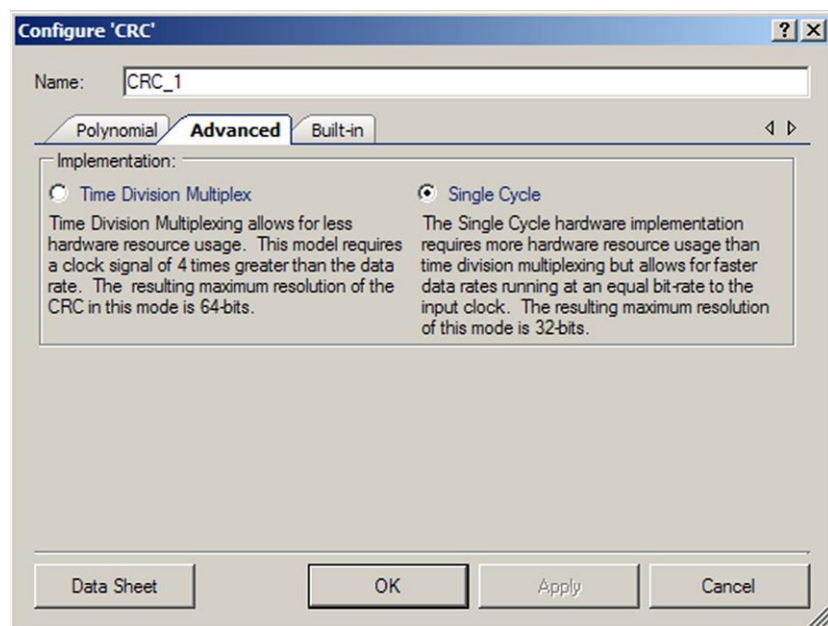 Configure 'CRC'
Name: CRC_1
Polynomial Advanced Built-in
Implementation:
Time Division Multiplex
Time Division Multiplexing allows for less
hardware resource usage. This model requires
a clock signal of 4 times greater than the data
rate. The resulting maximum resolution of the
CRC in this mode is 64-bits.
Single Cycle
The Single Cycle hardware implementation
requires more hardware resource usage than
time division multiplexing but allows for faster
data rates running at an equal bit-rate to the
input clock. The resulting maximum resolution
of this mode is 32-bits.
Data Sheet OK Apply Cancel